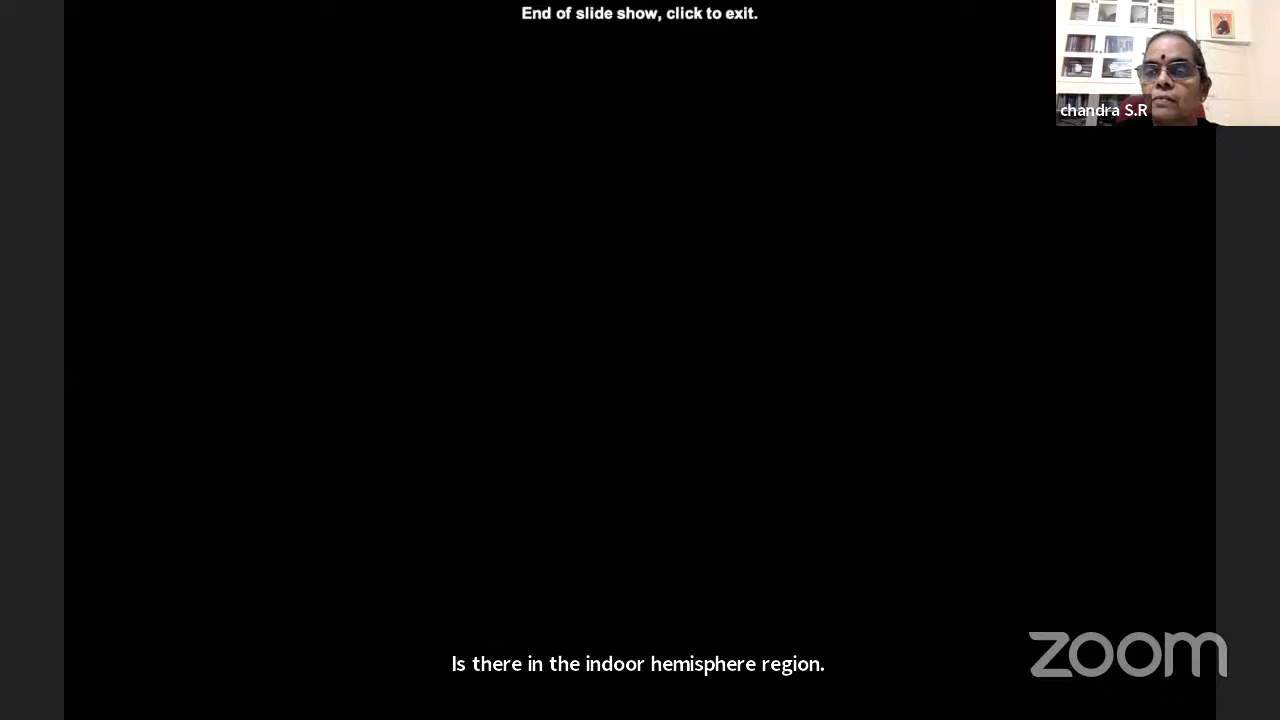 End of slide show, click to exit.
chandra S.R
Is there in the indoor hemisphere region.
zoom